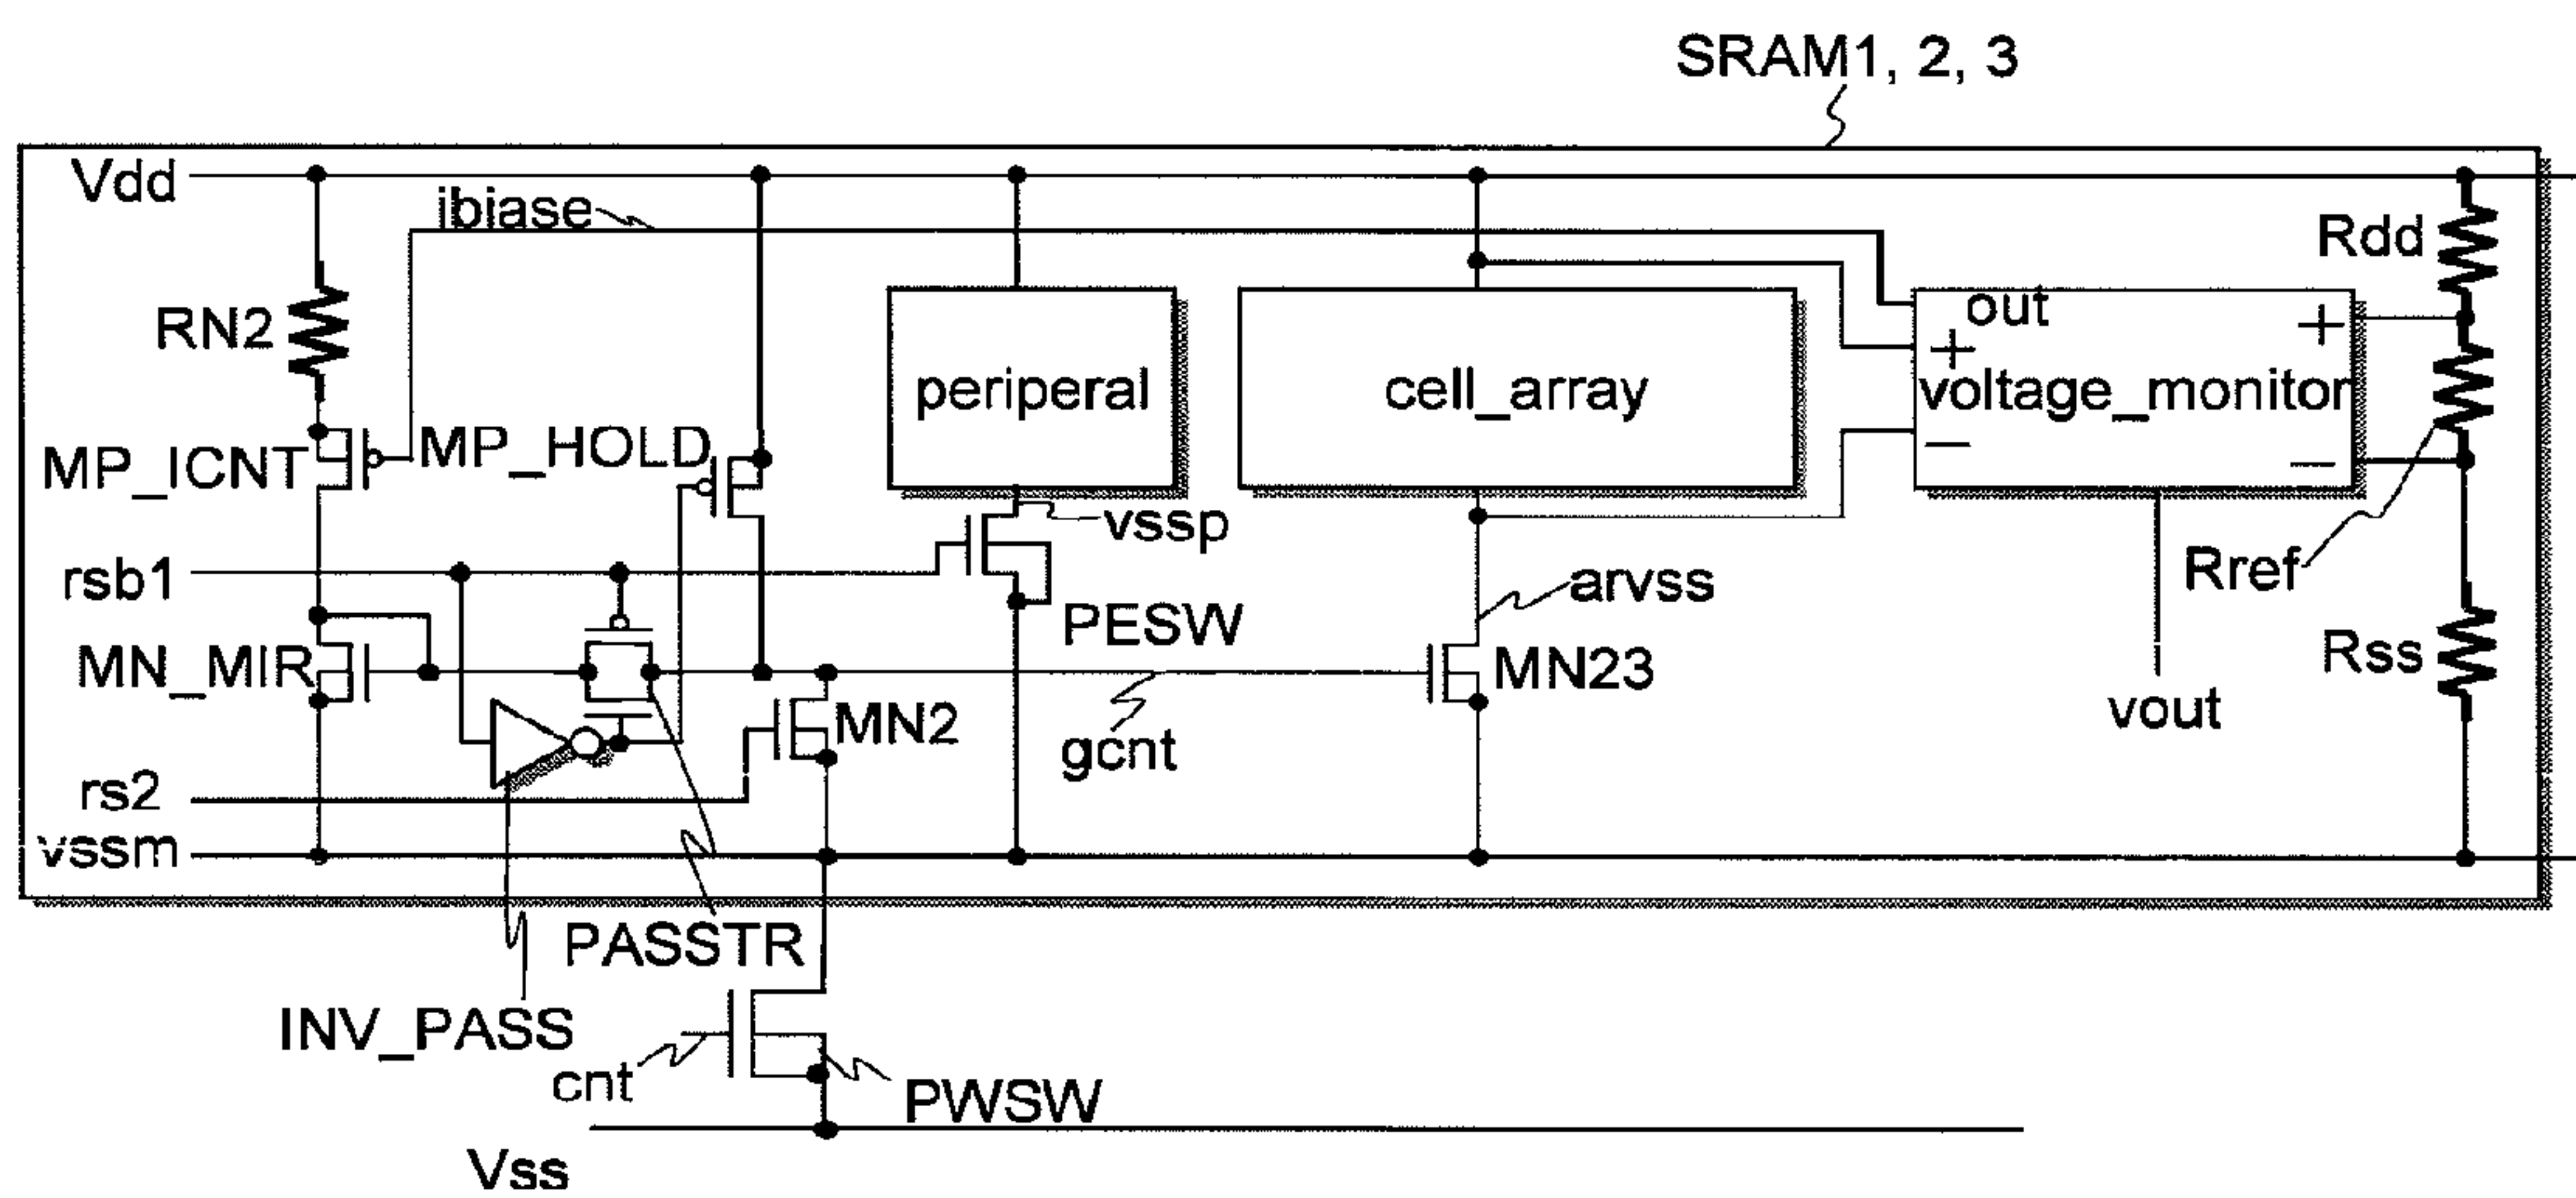 SRAM1, 2, 3
Vdd
ibiase
Rdd
RN2
out
+
+
periperal
cell_array
voltage_monitor
MP_ICNT
MP_HOLD
−
−
vssp
rsb1
arvss
Rref
PESW
MN_MIR
MN23
Rss
MN2
vout
gcnt
rs2
vssm
PASSTR
INV_PASS
cnt
PWSW
Vss